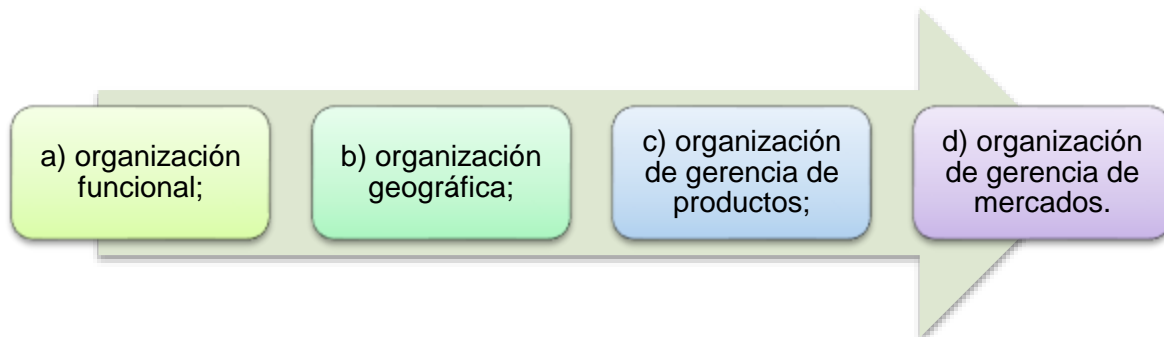 a) organización
funcional;
b) organización
geográfica;
c) organización
de gerencia de
productos;
d) organización
de gerencia de
mercados.